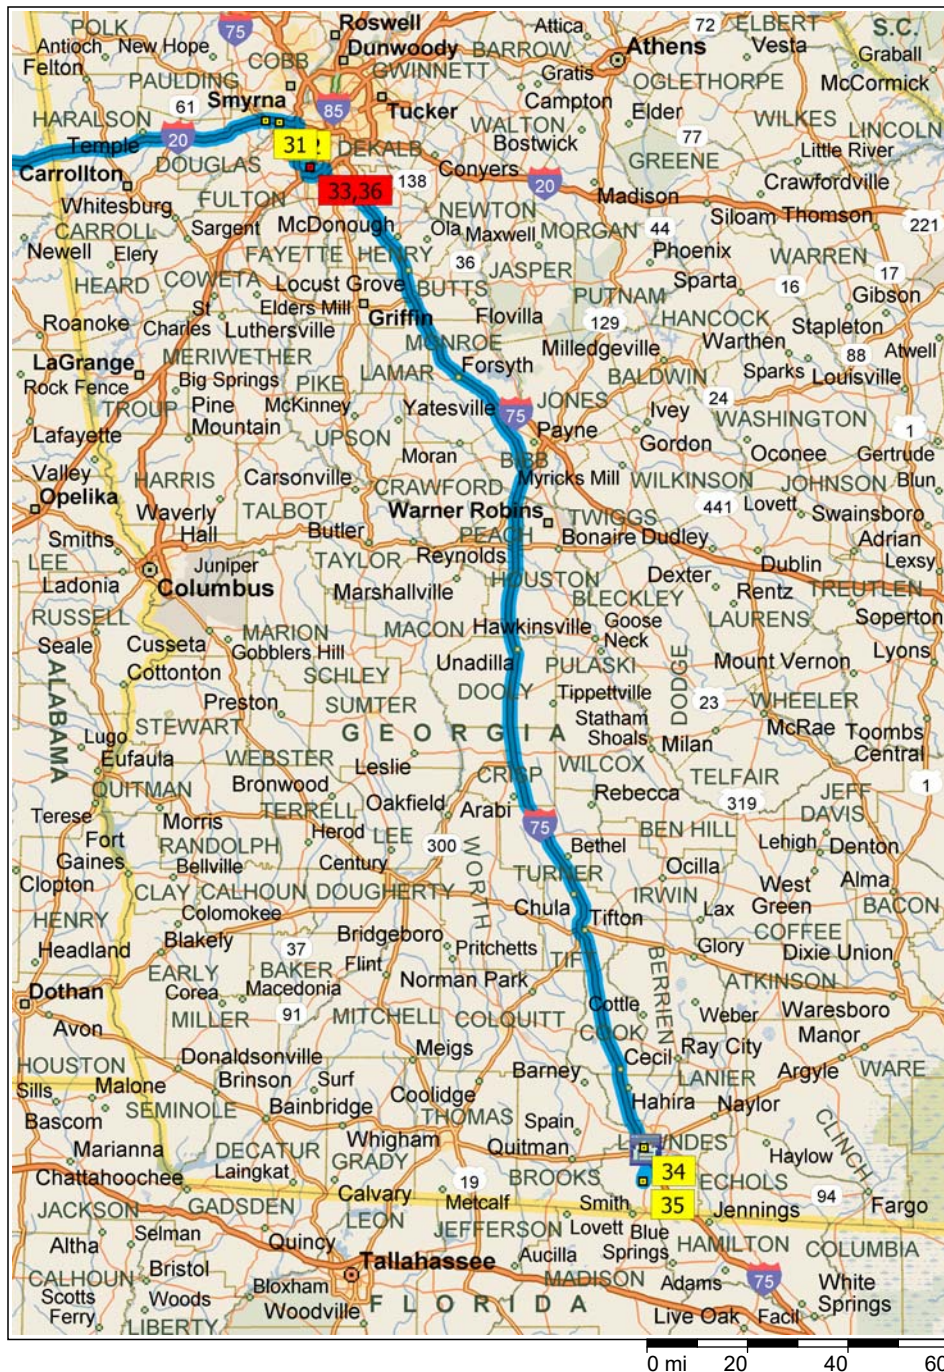 POLK
75
Roswell
Attica
72
ELBERT
S.C.
Antioch
New Hope
Dunwoody
BARROW
Athens
Vesta
Graball
Felton
COBB
GWINNETT
Gratis
OGLETHORPE
McCormick
PAULDING
Smyrna
85
Tucker
Campton
Elder
WILKES
61
HARALSON
WALTON
LINCOLN
Temple
20
31
2
DEKALB
Bostwick
77
Little River
Carrollton
DOUGLAS
Conyers
GREENE
Crawfordville
33,36
138
20
Madison
Whitesburg
FULTON
NEWTON
Siloam
Thomson
221
CARROLL
Sargent
McDonough
Ola
Maxwell
MORGAN
44
Newell
Elery
FAYETTE
HENRY
36
Phoenix
WARREN
HEARD
COWETA
JASPER
Sparta
16
17
Locust Grove
BUTTS
PUTNAM
Gibson
Roanoke
St
Charles
Elders Mill
Flovilla
HANCOCK
Stapleton
Luthersville
Griffin
129
Warthen
MONROE
Milledgeville
88
Atwell
LaGrange
MERIWETHER
Forsyth
Sparks
Louisville
Rock Fence
Big Springs
PIKE
LAMAR
BALDWIN
24
TROUP
Pine
Mountain
McKinney
Yatesville
75
JONES
Ivey
WASHINGTON
Lafayette
UPSON
Payne
Gordon
1
Valley
Moran
BIBB
Oconee
Gertrude
HARRIS
Carsonville
CRAWFORD
Myricks Mill
WILKINSON
JOHNSON
Blun
Opelika
Waverly
Hall
TALBOT
Warner Robins
441
Lovett
Swainsboro
Smiths
Butler
PEACH
TWIGGS
Adrian
LEE
TAYLOR
Reynolds
Bonaire
Dudley
Dublin
Lexsy
Ladonia
Juniper
HOUSTON
Dexter
TREUTLEN
Columbus
Marshallville
BLECKLEY
Rentz
RUSSELL
MACON
Hawkinsville
Goose
Neck
LAURENS
Soperton
Seale
Cusseta
MARION
Gobblers Hill
Unadilla
PULASKI
DODGE
Mount Vernon
Lyons
ALABAMA
Cottonton
SCHLEY
DOOLY
Tippettville
23
WHEELER
Preston
SUMTER
Statham
Shoals
McRae
STEWART
GEORGIA
Milan
Toombs
Central
Lugo
WEBSTER
Leslie
WILCOX
Eufaula
Bronwood
CRISP
TELFAIR
1
QUITMAN
TERRELL
Oakfield
Arabi
Rebecca
319
JEFF
DAVIS
Terese
Morris
Herod
LEE
75
BEN HILL
Fort
Gaines
RANDOLPH
300
WORTH
Bethel
Lehigh
Denton
Bellville
Century
Ocilla
Clopton
TURNER
West
Green
Alma
CLAY
CALHOUN
DOUGHERTY
IRWIN
BACON
HENRY
Colomokee
Chula
Tifton
Lax
COFFEE
Headland
Blakely
37
Bridgeboro
Pritchetts
Glory
Dixie Union
EARLY
BAKER
Flint
TIFT
BERRIEN
ATKINSON
Dothan
Corea
Macedonia
Norman Park
Cottle
Waresboro
Avon
MILLER
91
MITCHELL
COLQUITT
COOK
Weber
Manor
HOUSTON
Donaldsonville
Meigs
Cecil
Ray City
Argyle
WARE
Sills
Malone
Brinson
Surf
Coolidge
Barney
LANIER
Bascom
SEMINOLE
Bainbridge
THOMAS
Hahira
Naylor
Spain
CLINCH
Marianna
DECATUR
Whigham
Quitman
LOWNDES
Haylow
Chattahoochee
Laingkat
GRADY
BROOKS
34
ECHOLS
19
Calvary
Metcalf
Smith
35
Jennings
94
Fargo
JACKSON
GADSDEN
LEON
JEFFERSON
Lovett
Blue
Springs
Altha
Selman
Quincy
HAMILTON
COLUMBIA
Bristol
Tallahassee
Aucilla
CALHOUN
MADISON
Adams
75
White
Springs
Scotts
Ferry
Woods
Bloxham
Woodville
FLORIDA
Live Oak
Facil
LIBERTY
0 mi 20 40 60